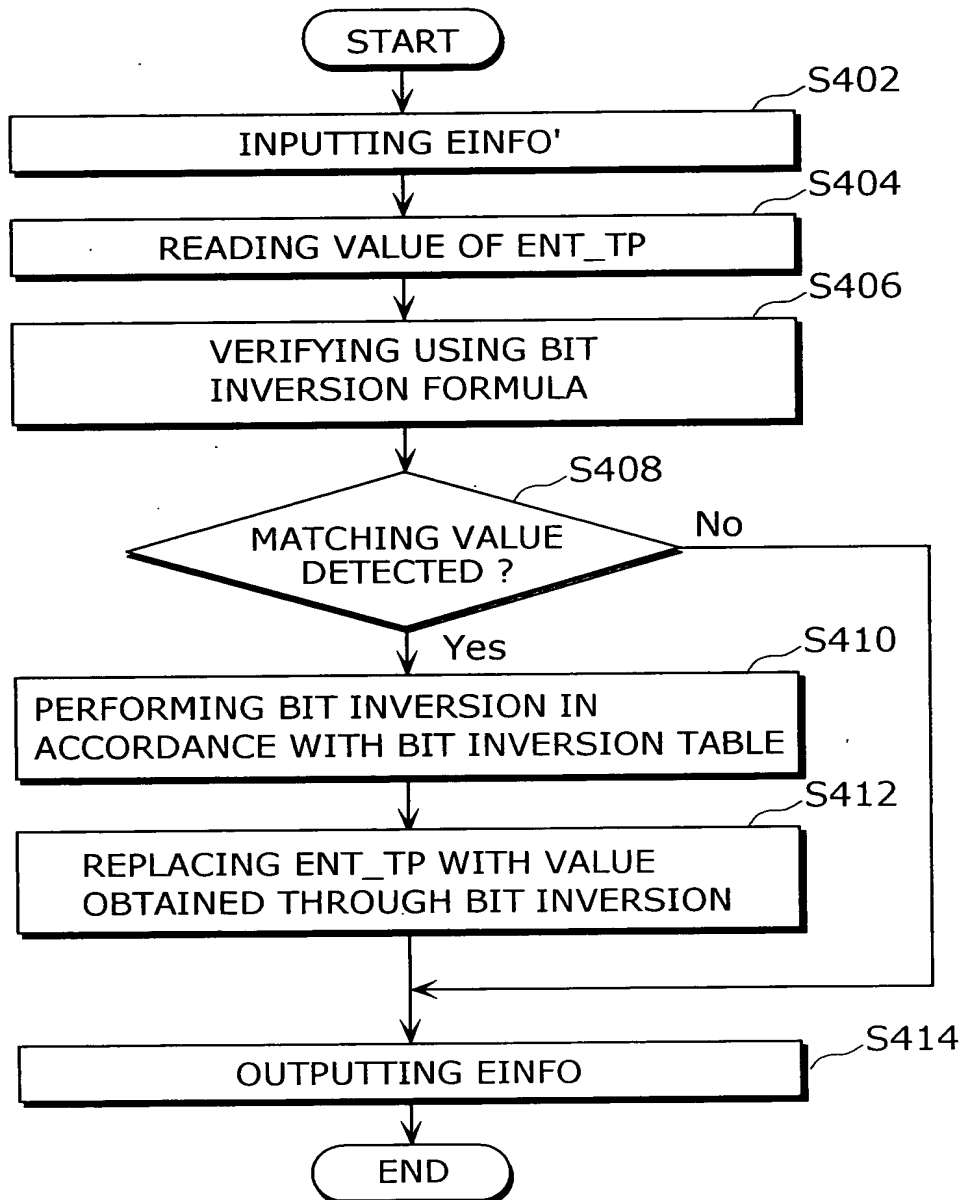 START
S402
INPUTTING EINFO'
S404
READING VALUE OF ENT_TP
S406
VERIFYING USING BIT
INVERSION FORMULA
S408
MATCHING VALUE
DETECTED ?
No
Yes
S410
PERFORMING BIT INVERSION IN
ACCORDANCE WITH BIT INVERSION TABLE
S412
REPLACING ENT_TP WITH VALUE
OBTAINED THROUGH BIT INVERSION
S414
OUTPUTTING EINFO
END